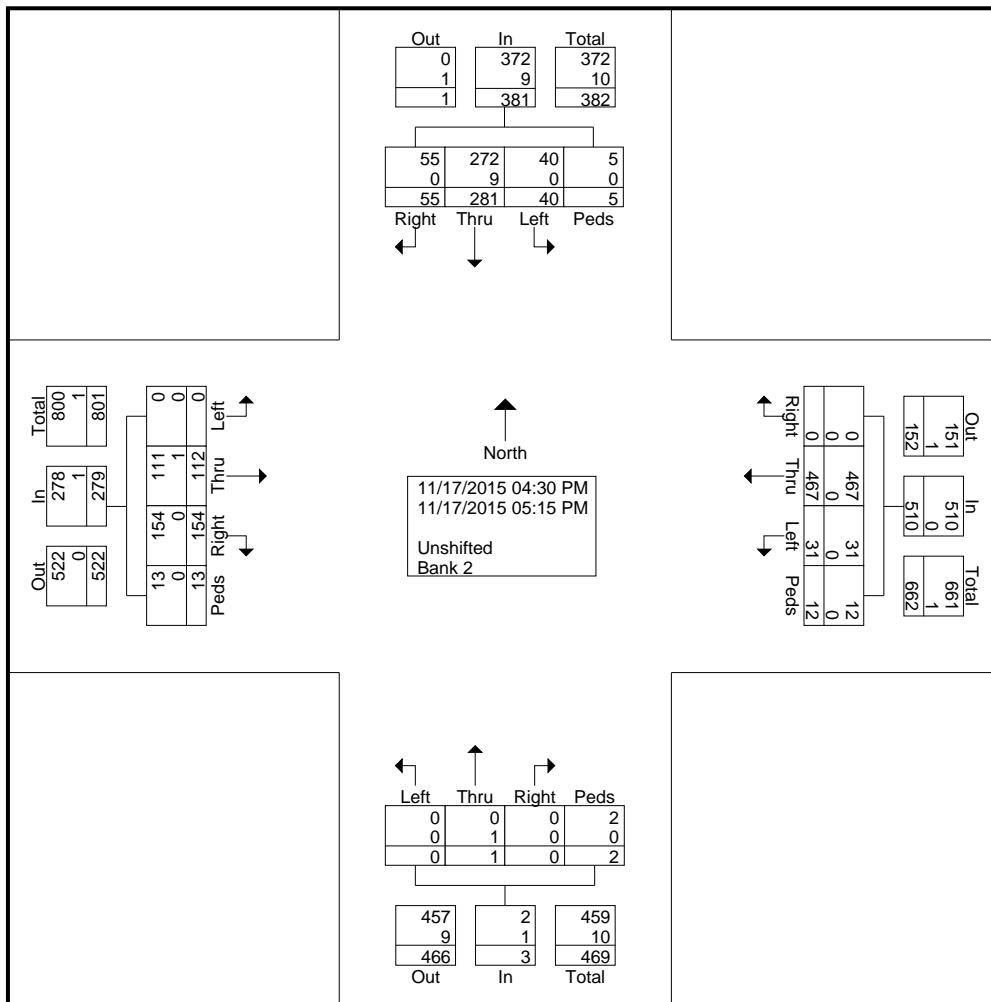 Out In Total
0 372 372
1 9 10
1 381 382
55 272 40 5
0 9 0 0
55 281 40 5
Right Thru Left Peds
Total In Out
800 278 522
1 1 0
801 279 522
0 111 154 13
0 1 0 0
0 112 154 13
Left Thru Right Peds
North
11/17/2015 04:30 PM
11/17/2015 05:15 PM
Unshifted
Bank 2
Out In Total
151 510 661
1 0 1
152 510 662
0 467 31 12
0 0 0 0
0 467 31 12
Right Thru Left Peds
Left Thru Right Peds
0 0 0 2
0 1 0 0
0 1 0 2
457 2 459
9 1 10
466 3 469
Out In Total